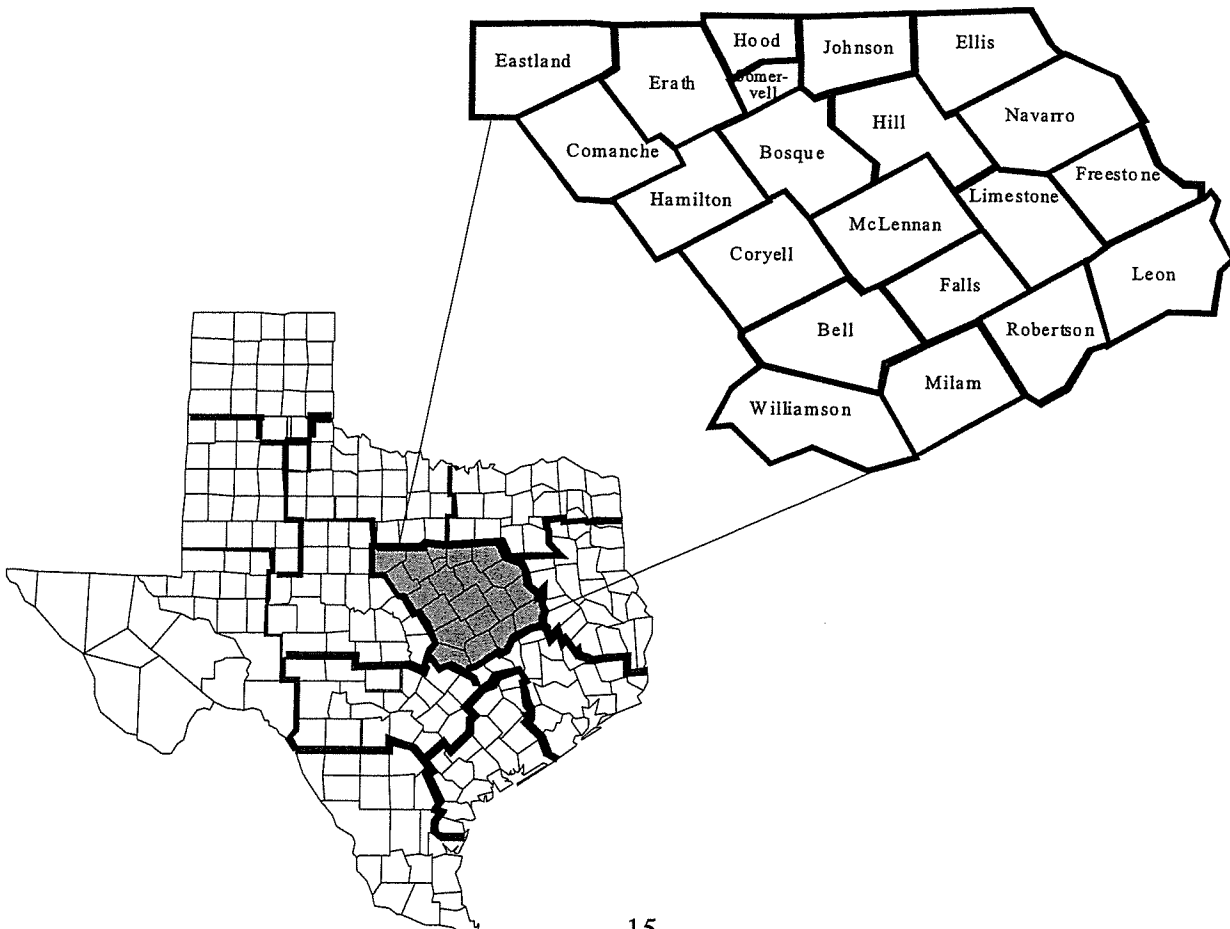 Eastland
Erath
Hood
Somer-
vell
Johnson
Ellis
Comanche
Bosque
Hill
Navarro
Hamilton
McLennan
Limestone
Freestone
Coryell
Falls
Leon
Bell
Robertson
Milam
Williamson
15